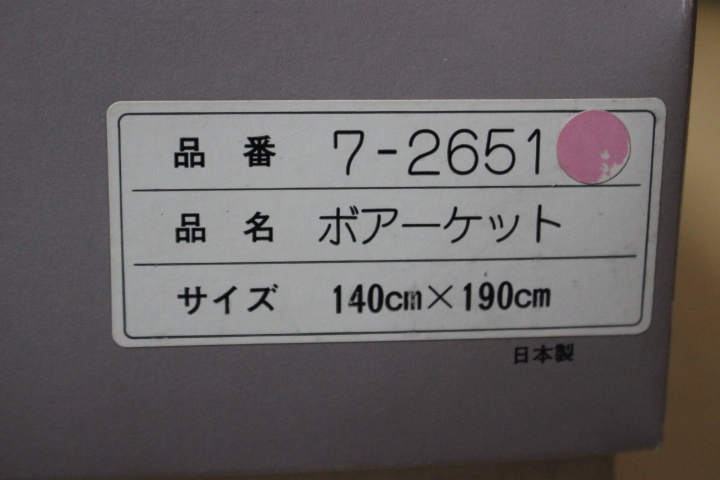 品番 7-2651
品名 ボアーケット
サイズ 140cm×190cm
日本製